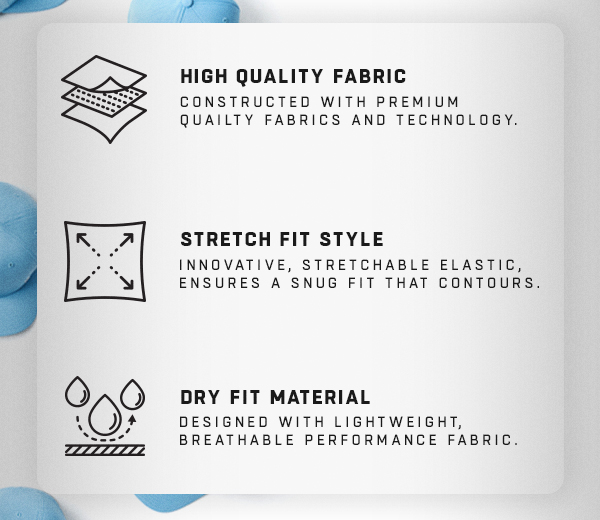 HIGH QUALITY FABRIC
CONSTRUCTED WITH PREMIUM
QUAILTY FABRICS AND TECHNOLOGY.
STRETCH FIT STYLE
INNOVATIVE, STRETCHABLE ELASTIC,
ENSURES A SNUG FIT THAT CONTOURS.
DRY FIT MATERIAL
DESIGNED WITH LIGHTWEIGHT,
BREATHABLE PERFORMANCE FABRIC.